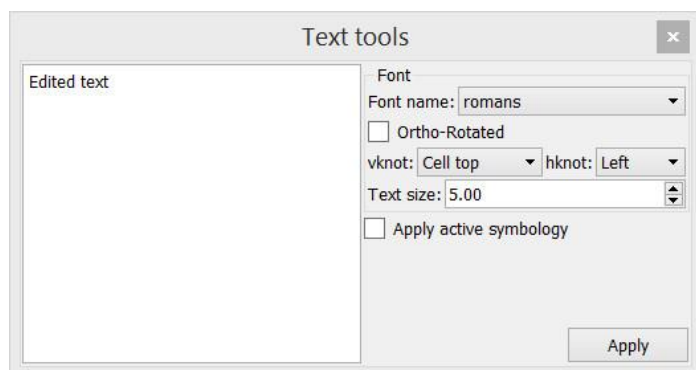 Text tools
Edited text
Font
Font name: romans
Ortho-Rotated
vknot: Cell top hknot: Left
Text size: 5.00
Apply active symbology
Apply